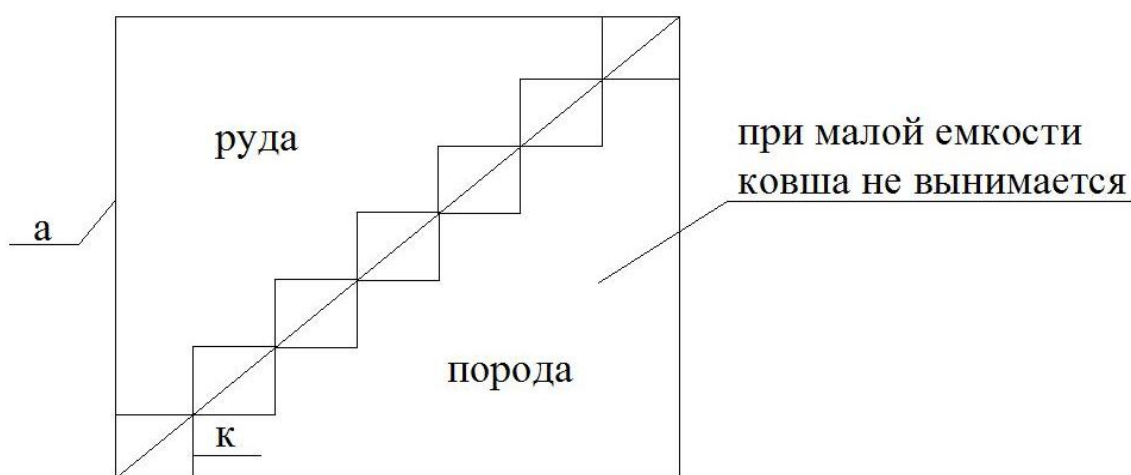 руда
при малой емкости
ковша не вынимается
а
порода
к